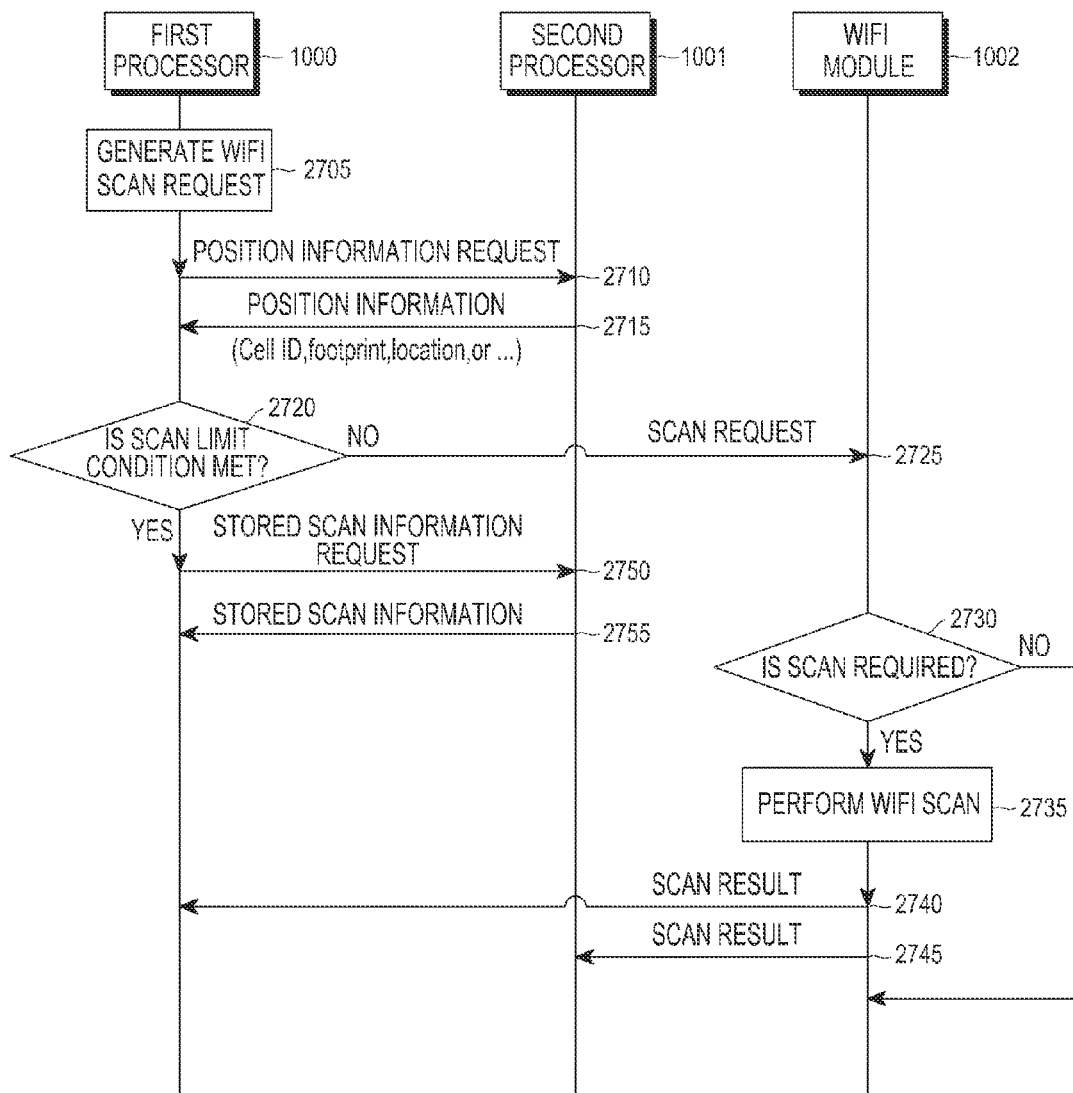 FIRST
PROCESSOR
1000
SECOND
PROCESSOR
1001
WIFI
MODULE
1002
GENERATE WIFI
SCAN REQUEST
2705
POSITION INFORMATION REQUEST
2710
POSITION INFORMATION
2715
(Cell ID,footprint,location,or ...)
2720
IS SCAN LIMIT
CONDITION MET?
NO
SCAN REQUEST
2725
YES
STORED SCAN INFORMATION
REQUEST
2750
STORED SCAN INFORMATION
2755
2730
IS SCAN REQUIRED?
NO
YES
PERFORM WIFI SCAN
2735
SCAN RESULT
2740
SCAN RESULT
2745